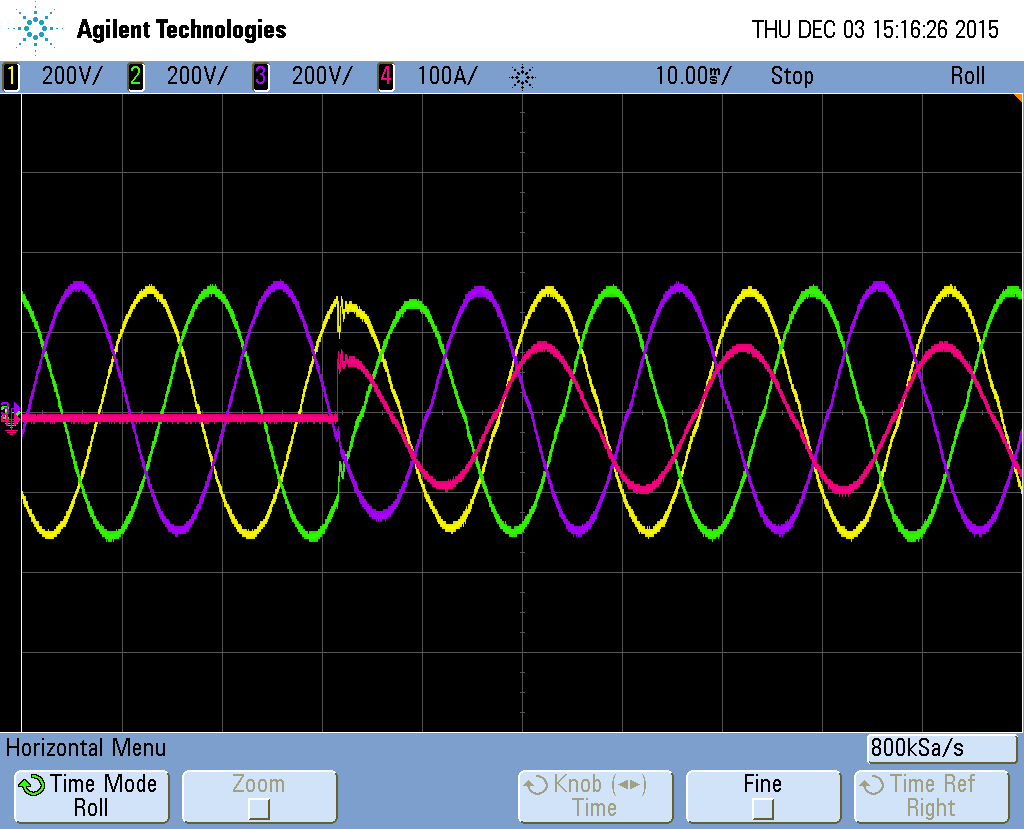 Agilent Technologies THU DEC 03 15:16:26 2015
1 200V/ 2 200V/ 3 200V/ 4 100A/ 10.00ms/ Stop Roll
Horizontal Menu 800kSa/s
Time Mode Zoom Knob (◄►) Fine Time Ref
Roll Time Right